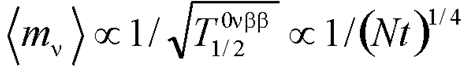 ⟨m_ν⟩ ∝ 1/√(T_{1/2}^{0νββ}) ∝ 1/(Nt)^{1/4}